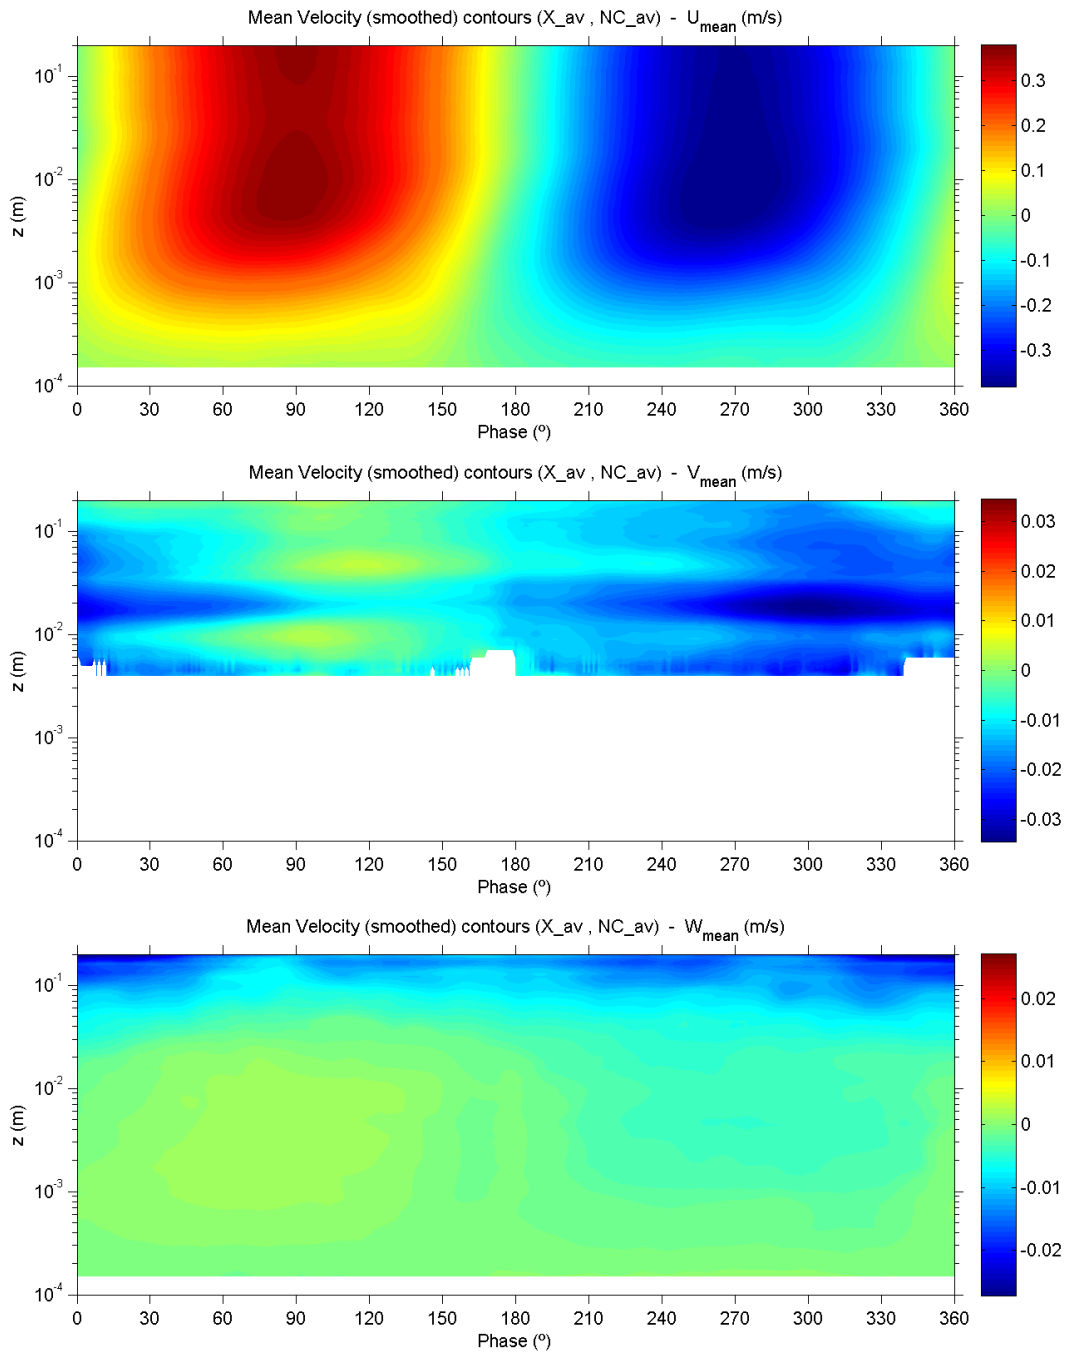 Mean Velocity (smoothed) contours (X_av , NC_av) - U_mean (m/s)
10^-1
10^-2
10^-3
10^-4
z (m)
0 30 60 90 120 150 180 210 240 270 300 330 360
Phase (º)
0.3
0.2
0.1
0
-0.1
-0.2
-0.3
Mean Velocity (smoothed) contours (X_av , NC_av) - V_mean (m/s)
10^-1
10^-2
10^-3
10^-4
z (m)
0 30 60 90 120 150 180 210 240 270 300 330 360
Phase (º)
0.03
0.02
0.01
0
-0.01
-0.02
-0.03
Mean Velocity (smoothed) contours (X_av , NC_av) - W_mean (m/s)
10^-1
10^-2
10^-3
10^-4
z (m)
0 30 60 90 120 150 180 210 240 270 300 330 360
Phase (º)
0.02
0.01
0
-0.01
-0.02